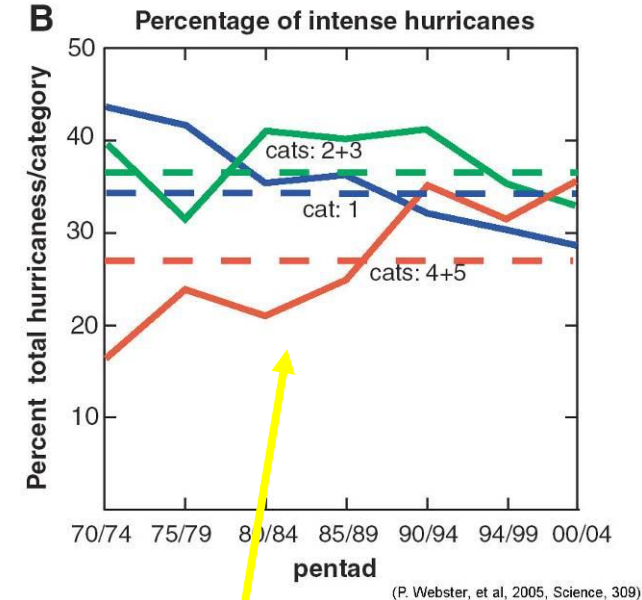 B Percentage of intense hurricanes
50
40
30
20
10
Percent total hurricaness/category
cats: 2+3
cat: 1
cats: 4+5
70/74 75/79 80/84 85/89 90/94 94/99 00/04
pentad
(P. Webster, et al, 2005, Science, 309)